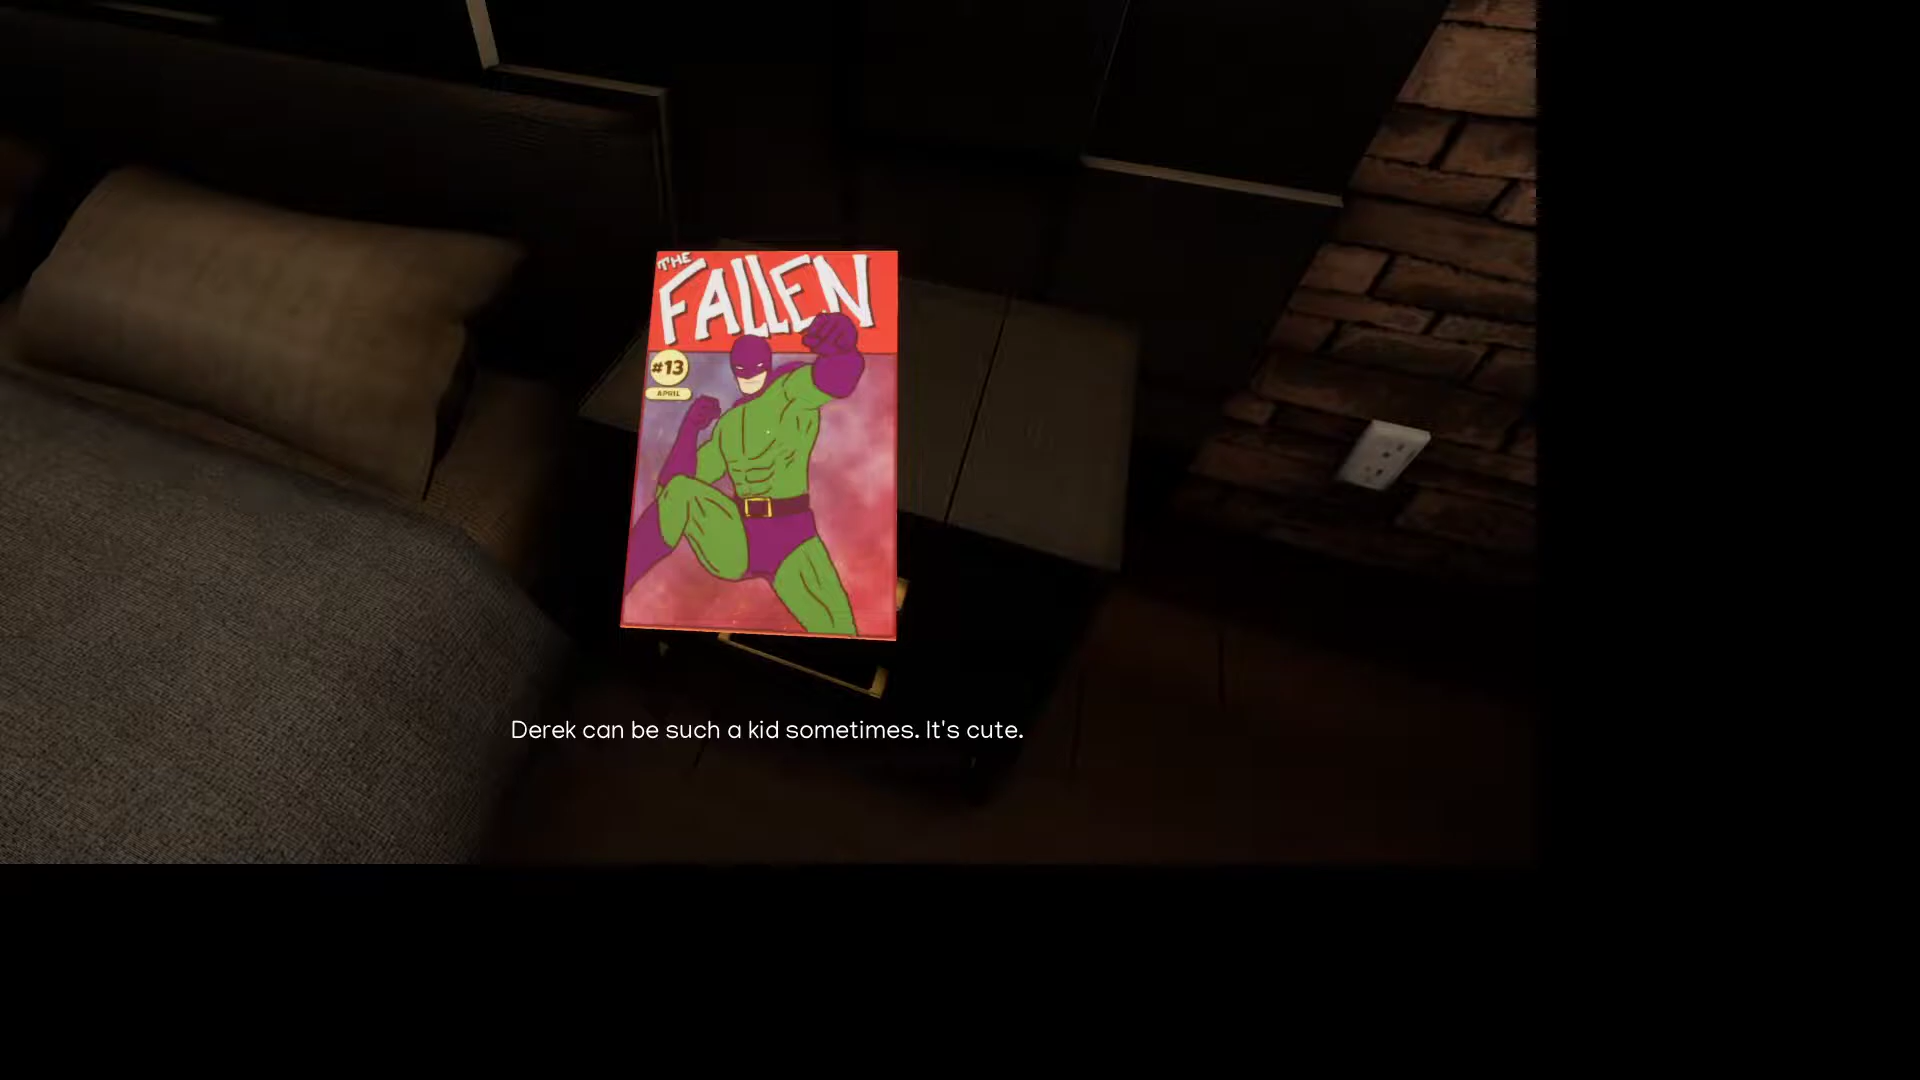 THE
FALLEN
#13
APRIL
Derek can be such a kid sometimes. It's cute.